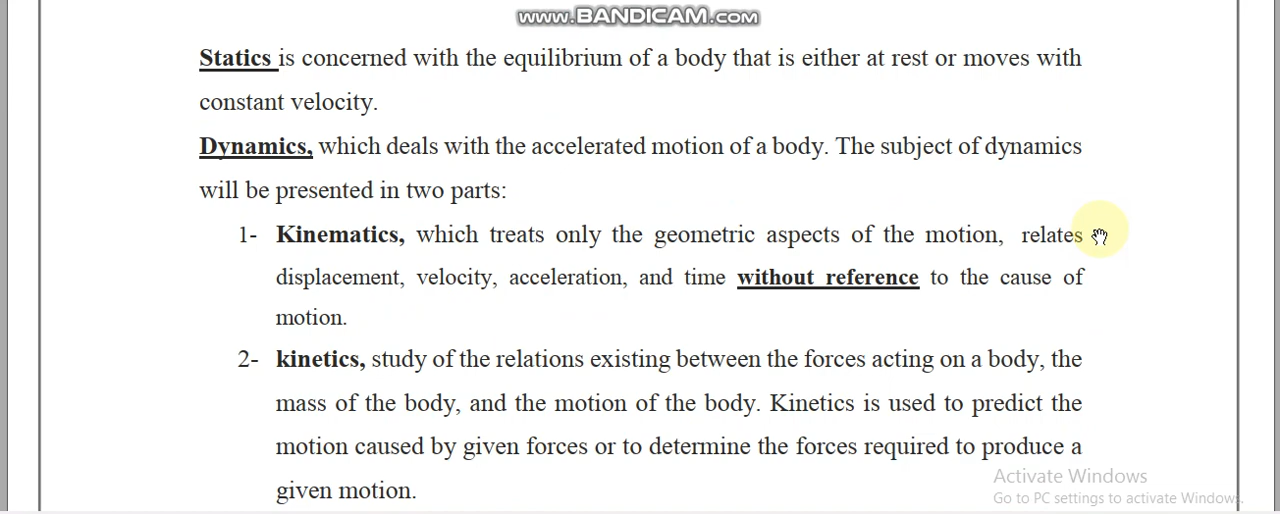 www.BANDICAM.com
Statics is concerned with the equilibrium of a body that is either at rest or moves with
constant velocity.
Dynamics, which deals with the accelerated motion of a body. The subject of dynamics
will be presented in two parts:
1- Kinematics, which treats only the geometric aspects of the motion, relates
displacement, velocity, acceleration, and time without reference to the cause of
motion.
2- kinetics, study of the relations existing between the forces acting on a body, the
mass of the body, and the motion of the body. Kinetics is used to predict the
motion caused by given forces or to determine the forces required to produce a
given motion.
Activate Windows
Go to PC settings to activate Windows.